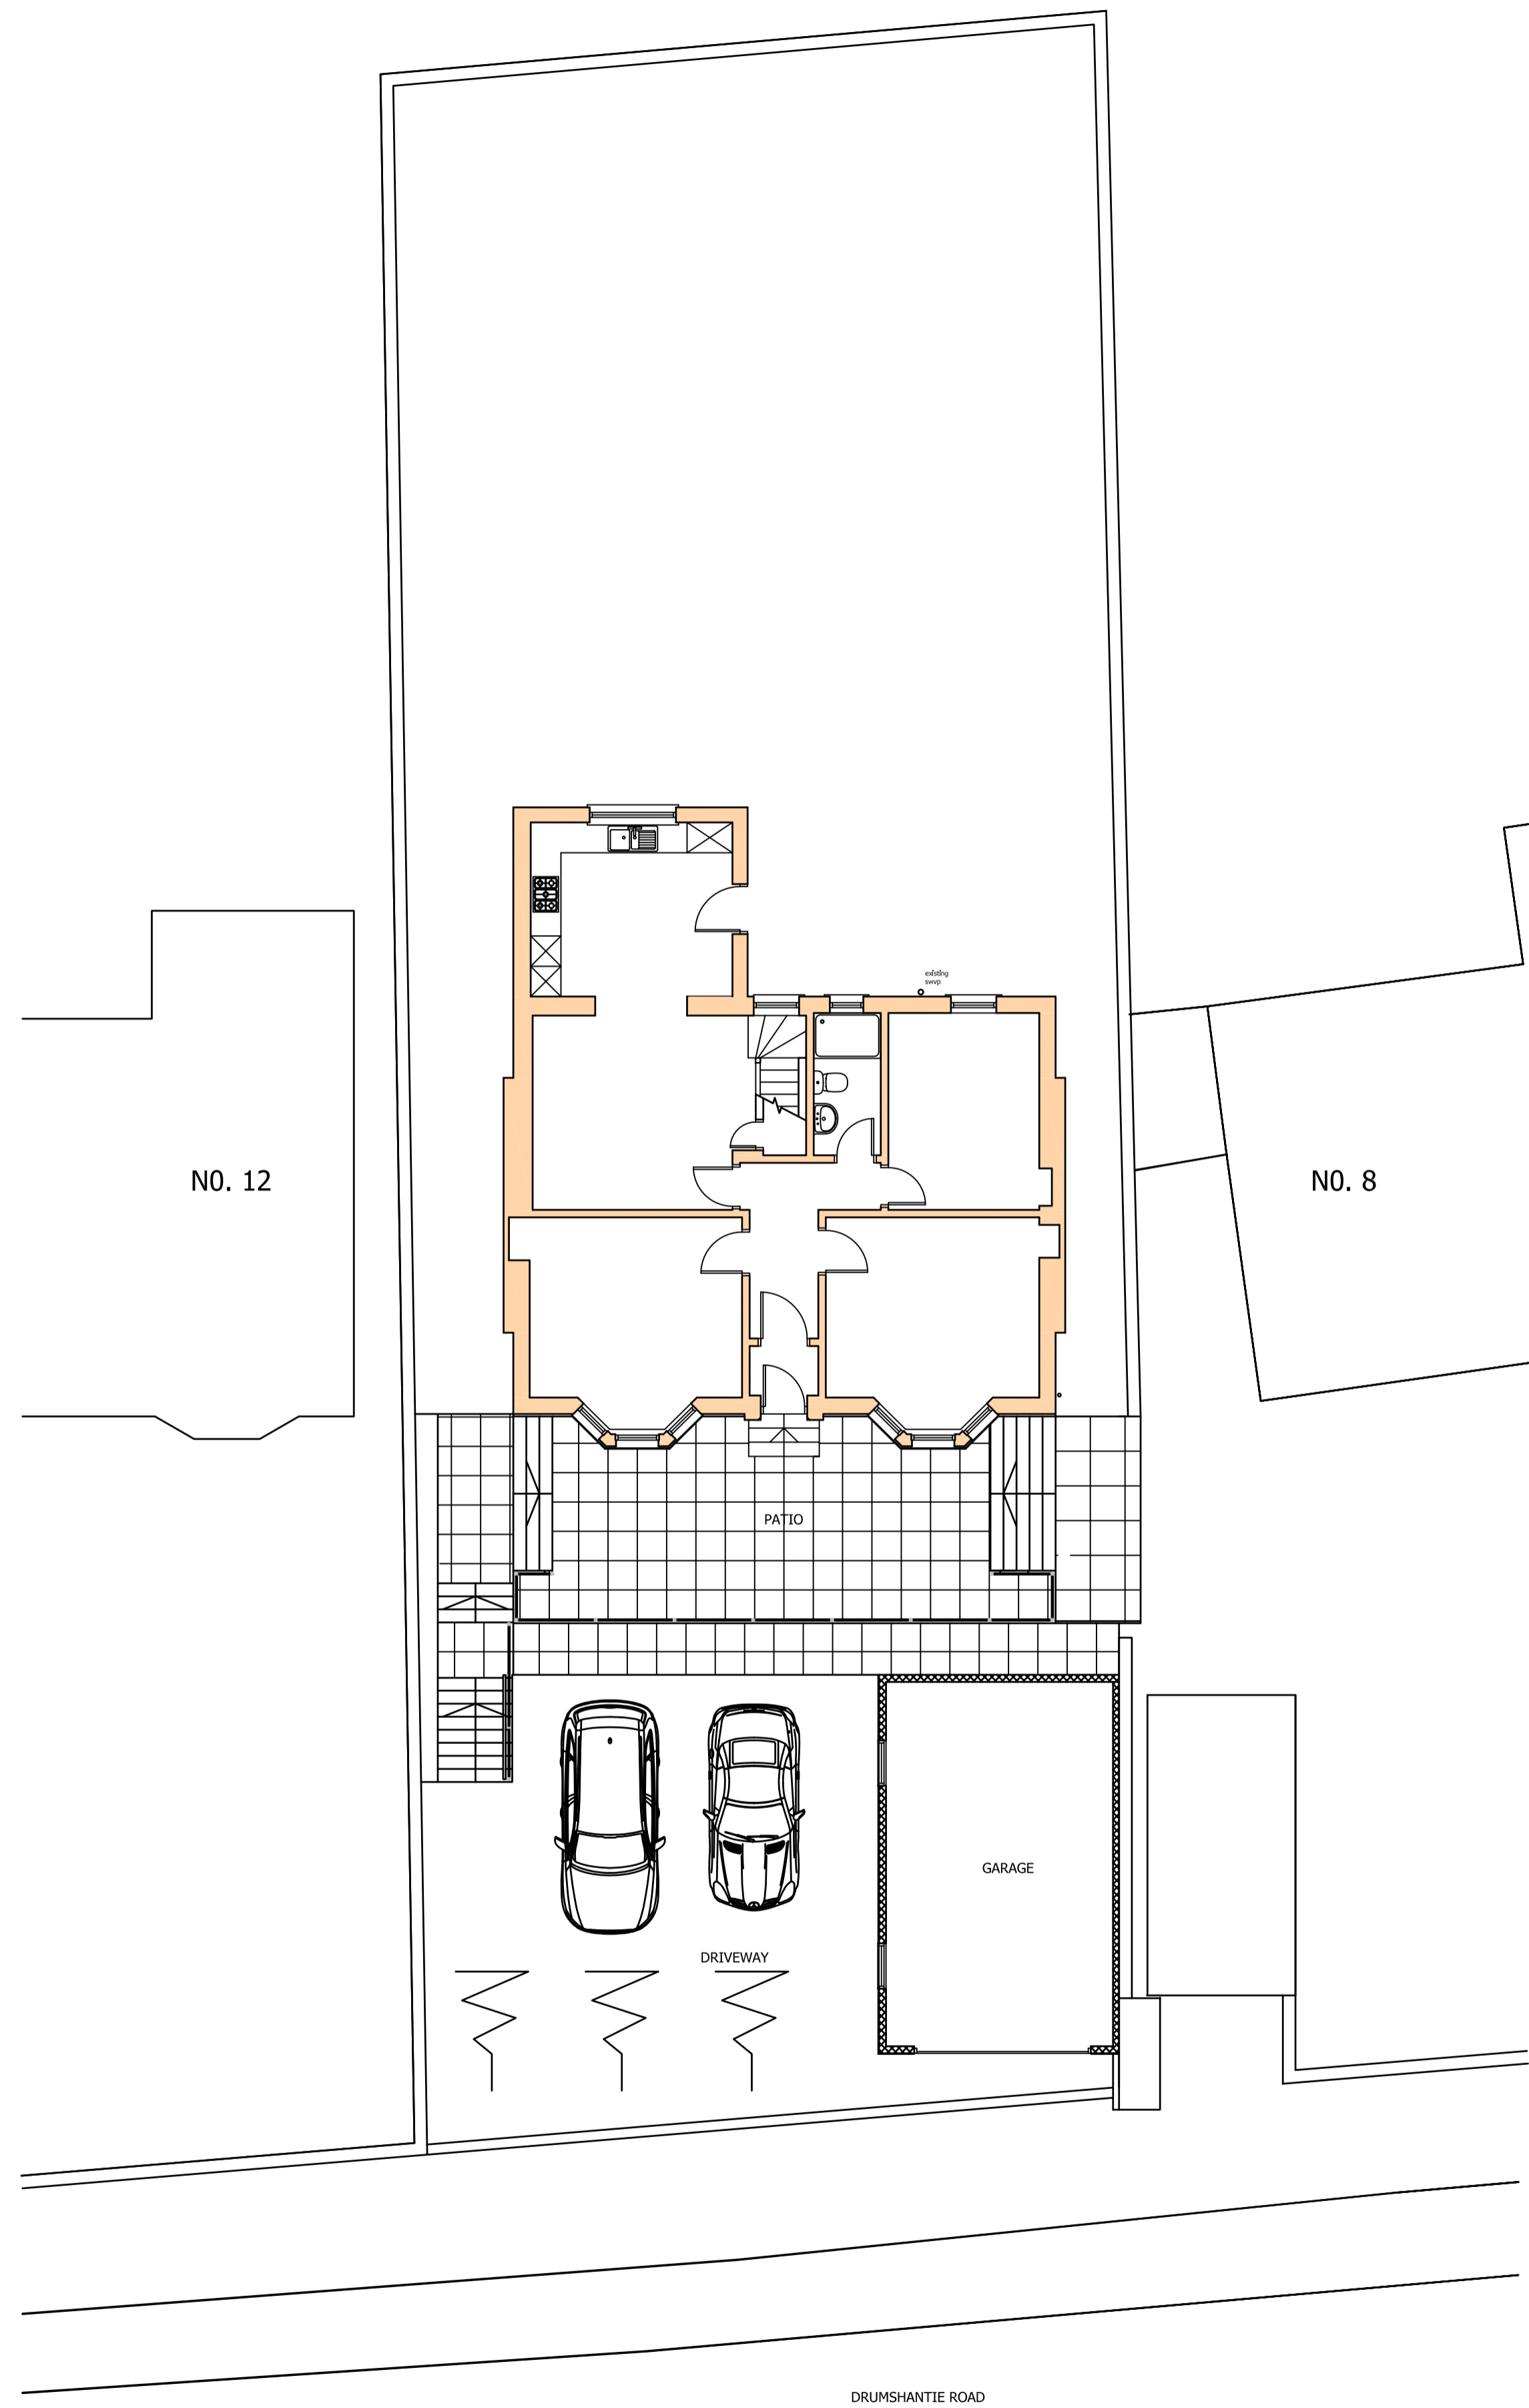 existing
swvp
N0. 12
N0. 8
PATIO
GARAGE
DRIVEWAY
DRUMSHANTIE ROAD